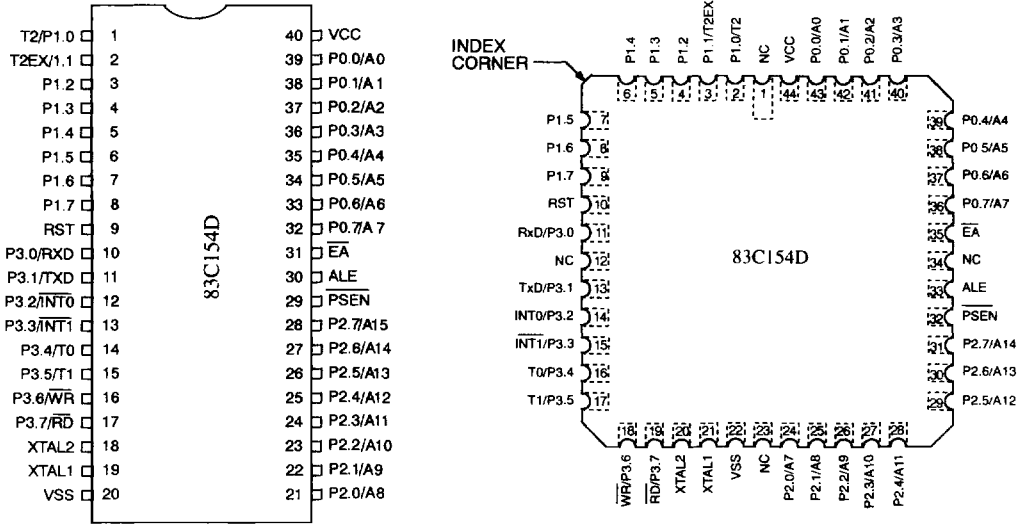 T2/P1.0 1 40 VCC
T2EX/1.1 2 39 P0.0/A0
P1.2 3 38 P0.1/A1
P1.3 4 37 P0.2/A2
P1.4 5 36 P0.3/A3
P1.5 6 35 P0.4/A4
P1.6 7 34 P0.5/A5
P1.7 8 33 P0.6/A6
RST 9 32 P0.7/A7
P3.0/RXD 10 31 EA
P3.1/TXD 11 30 ALE
P3.2/INT0 12 29 PSEN
P3.3/INT1 13 28 P2.7/A15
P3.4/T0 14 27 P2.6/A14
P3.5/T1 15 26 P2.5/A13
P3.6/WR 16 25 P2.4/A12
P3.7/RD 17 24 P2.3/A11
XTAL2 18 23 P2.2/A10
XTAL1 19 22 P2.1/A9
VSS 20 21 P2.0/A8
83C154D
INDEX
CORNER
P1.4 P1.3 P1.2 P1.1/T2EX P1.0/T2 NC VCC P0.0/A0 P0.1/A1 P0.2/A2 P0.3/A3
6 5 4 3 2 1 44 43 42 41 40
P1.5 7 39 P0.4/A4
P1.6 8 38 P0 5/A5
P1.7 9 37 P0.6/A6
RST 10 36 P0.7/A7
RxD/P3.0 11 35 EA
NC 12 34 NC
TxD/P3.1 13 33 ALE
INT0/P3.2 14 32 PSEN
INT1/P3.3 15 31 P2.7/A14
T0/P3.4 16 30 P2.6/A13
T1/P3.5 17 29 P2.5/A12
83C154D
18 19 20 21 22 23 24 25 26 27 28
WR/P3.6 RD/P3.7 XTAL2 XTAL1 VSS NC P2.0/A7 P2.1/A8 P2.2/A9 P2.3/A10 P2.4/A11